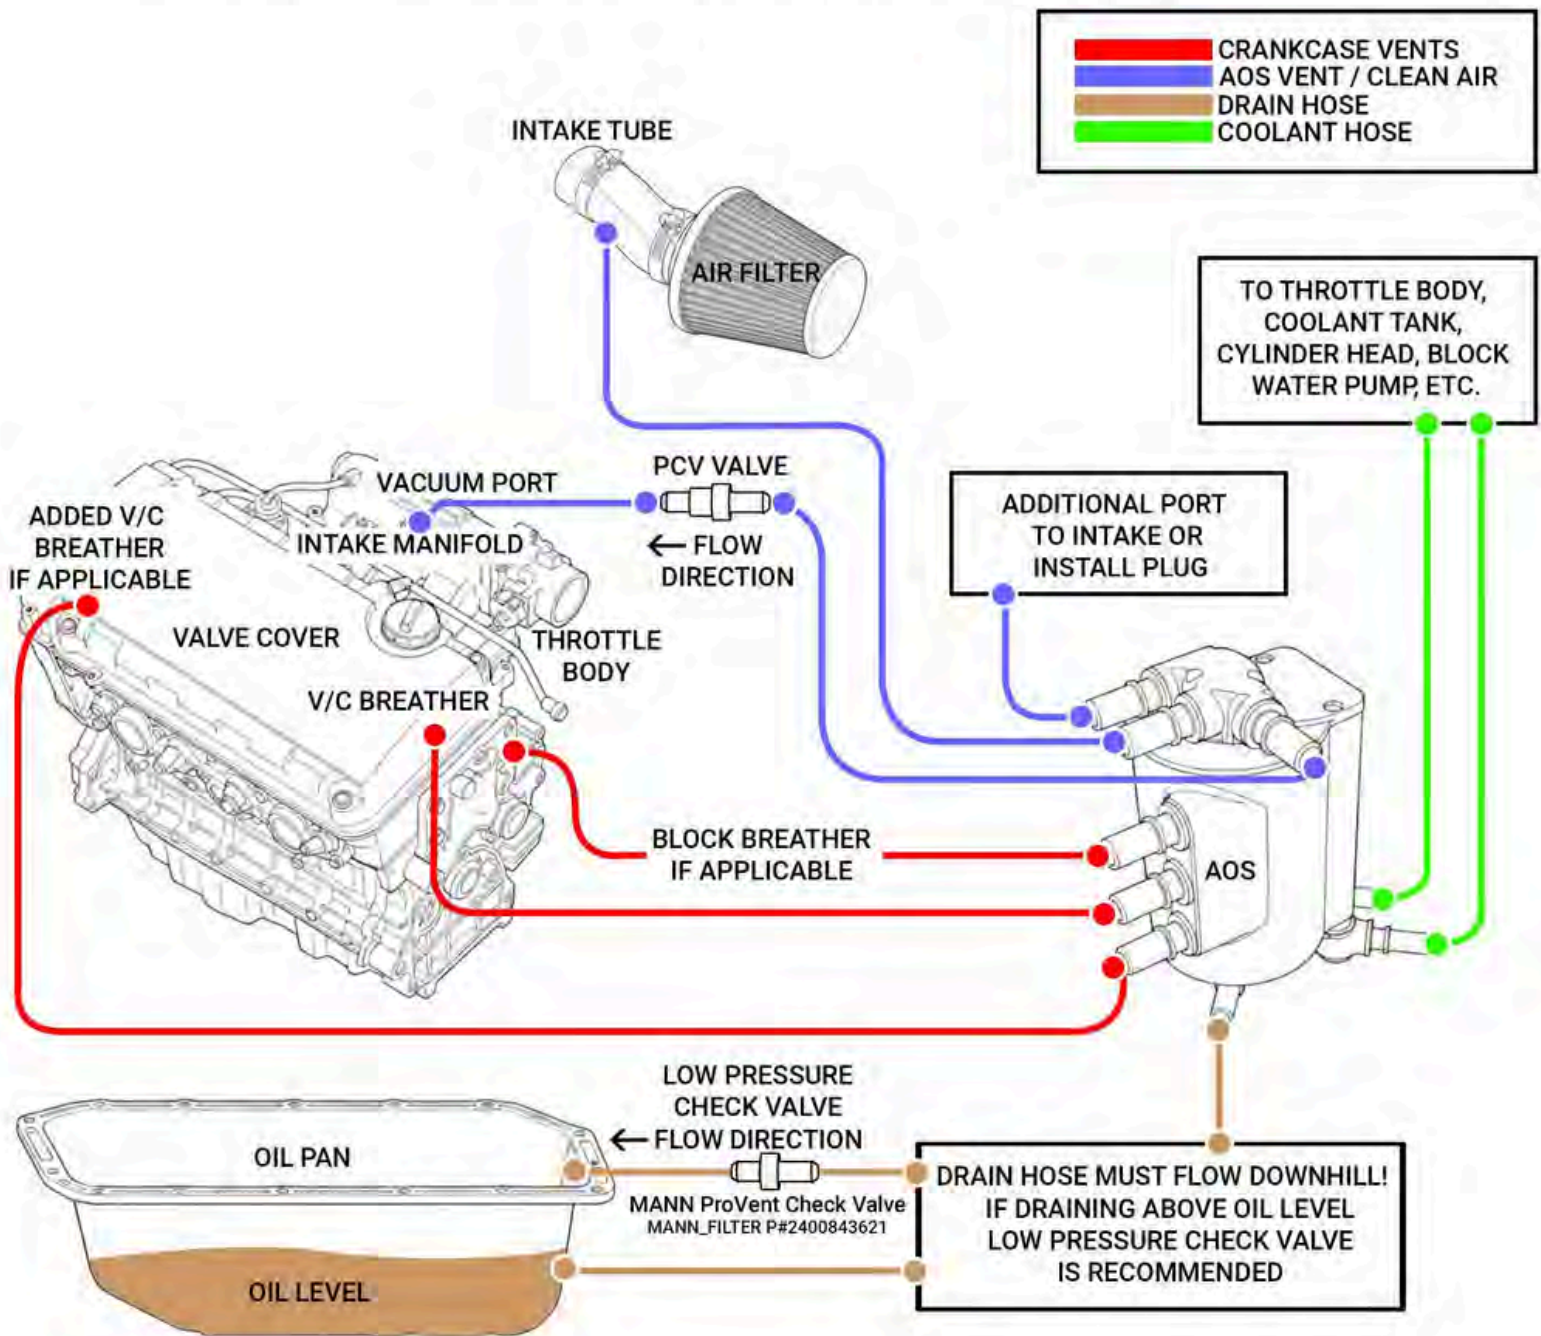 CRANKCASE VENTS
AOS VENT / CLEAN AIR
DRAIN HOSE
COOLANT HOSE
INTAKE TUBE
AIR FILTER
TO THROTTLE BODY,
COOLANT TANK,
CYLINDER HEAD, BLOCK
WATER PUMP, ETC.
VACUUM PORT
PCV VALVE
← FLOW
DIRECTION
ADDITIONAL PORT
TO INTAKE OR
INSTALL PLUG
ADDED V/C
BREATHER
IF APPLICABLE
INTAKE MANIFOLD
VALVE COVER
THROTTLE
BODY
V/C BREATHER
BLOCK BREATHER
IF APPLICABLE
AOS
LOW PRESSURE
CHECK VALVE
← FLOW DIRECTION
MANN ProVent Check Valve
MANN_FILTER P#2400843621
OIL PAN
OIL LEVEL
DRAIN HOSE MUST FLOW DOWNHILL!
IF DRAINING ABOVE OIL LEVEL
LOW PRESSURE CHECK VALVE
IS RECOMMENDED